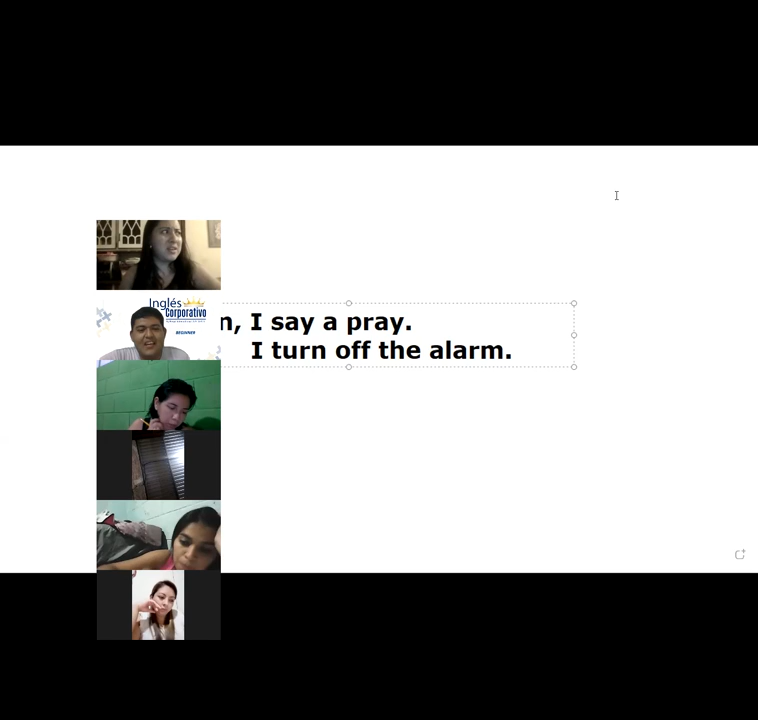 Inglés
Corporativo
BEGINNER
n, I say a pray.
I turn off the alarm.